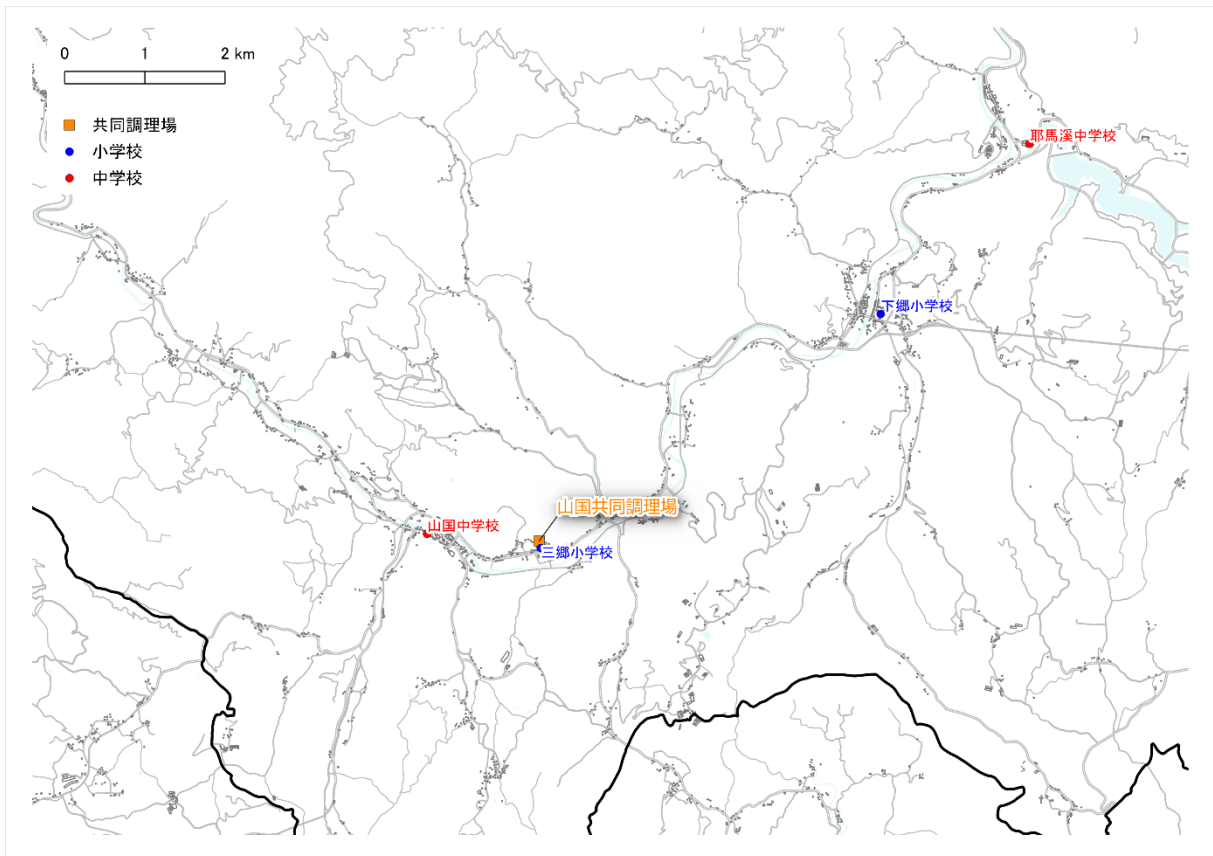 0 1 2 km
共同調理場
小学校
中学校
耶馬溪中学校
下郷小学校
山国共同調理場
山国中学校
三郷小学校